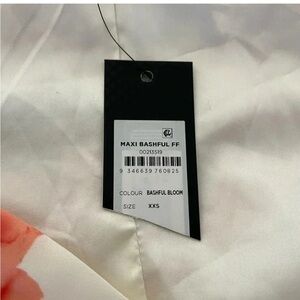 MAXI BASHFUL FF
00213519
9 346639 760825
COLOUR BASHFUL BLOOM
SIZE XXS